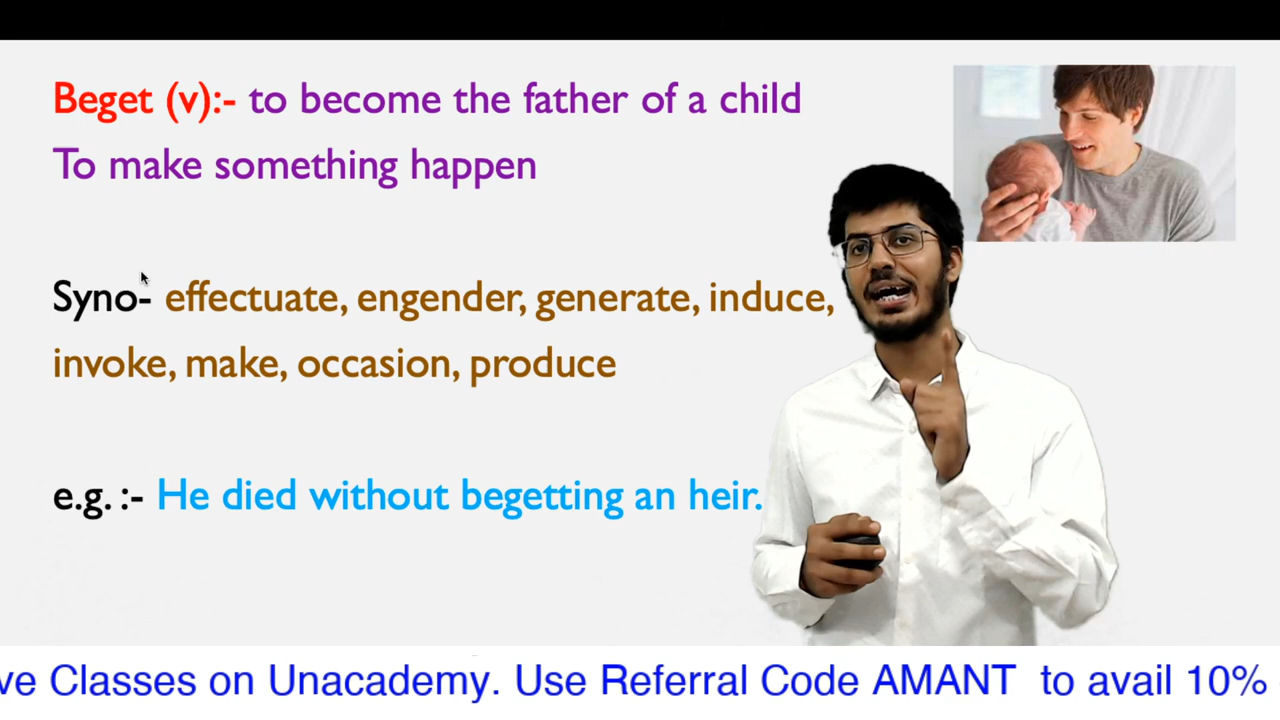 Beget (v):- to become the father of a child
To make something happen
Syno- effectuate, engender, generate, induce,
invoke, make, occasion, produce
e.g. :- He died without begetting an heir.
ve Classes on Unacademy. Use Referral Code AMANT to avail 10%